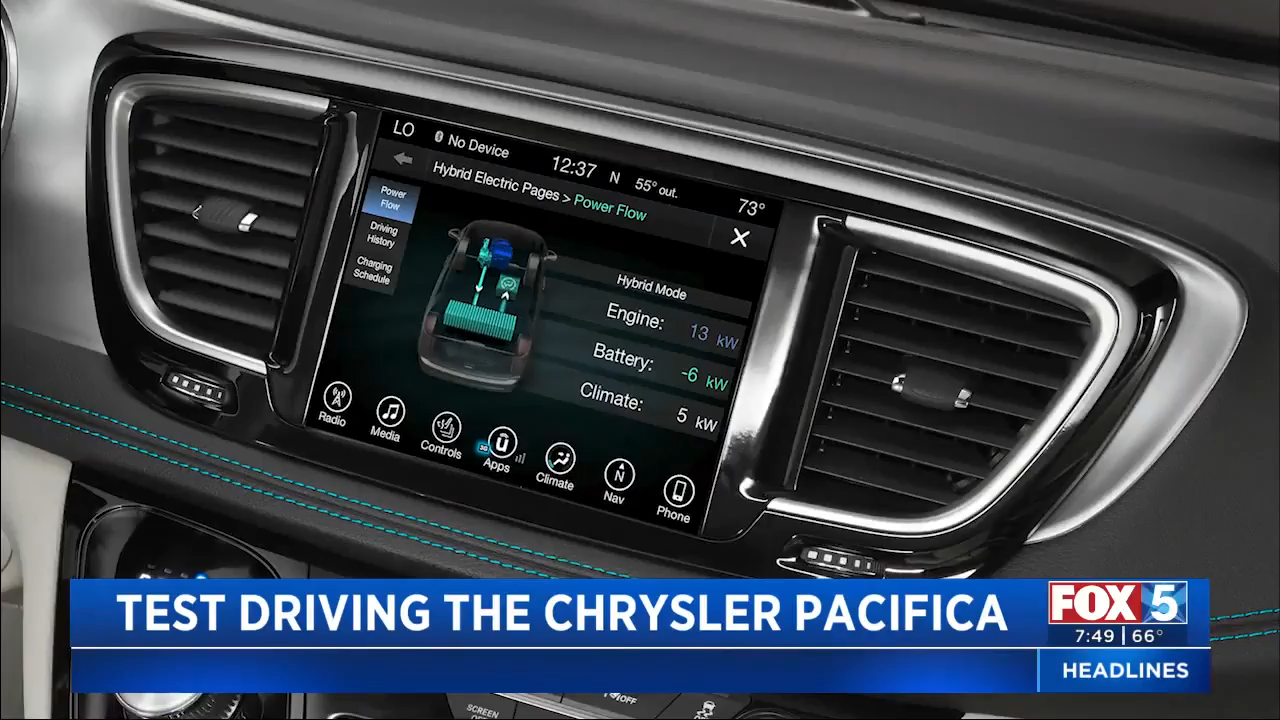 LO
No Device
12:37
N
55° out.
73°
Hybrid Electric Pages > Power Flow
X
Power
Flow
Driving
History
Charging
Schedule
Hybrid Mode
Engine: 13 kW
Battery: -6 kW
Climate: 5 kW
Radio
Media
Controls
3G
Apps
Climate
N
Nav
Phone
TEST DRIVING THE CHRYSLER PACIFICA
FOX 5
7:49 | 66°
HEADLINES
SCREEN